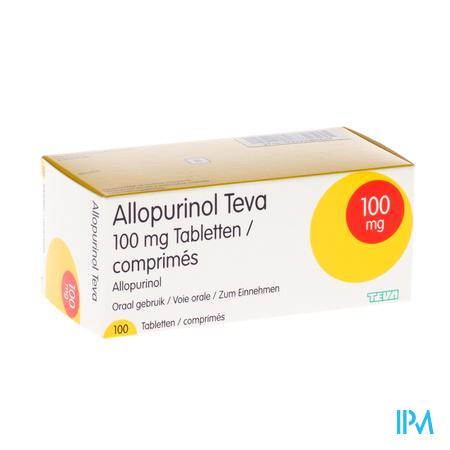 Allopurinol Teva
100 mg Tabletten /
comprimés
Allopurinol
Oraal gebruik / Voie orale / Zum Einnehmen
100 Tabletten / comprimés
100
mg
TEVA
Allopurinol Teva
100
mg
IPM